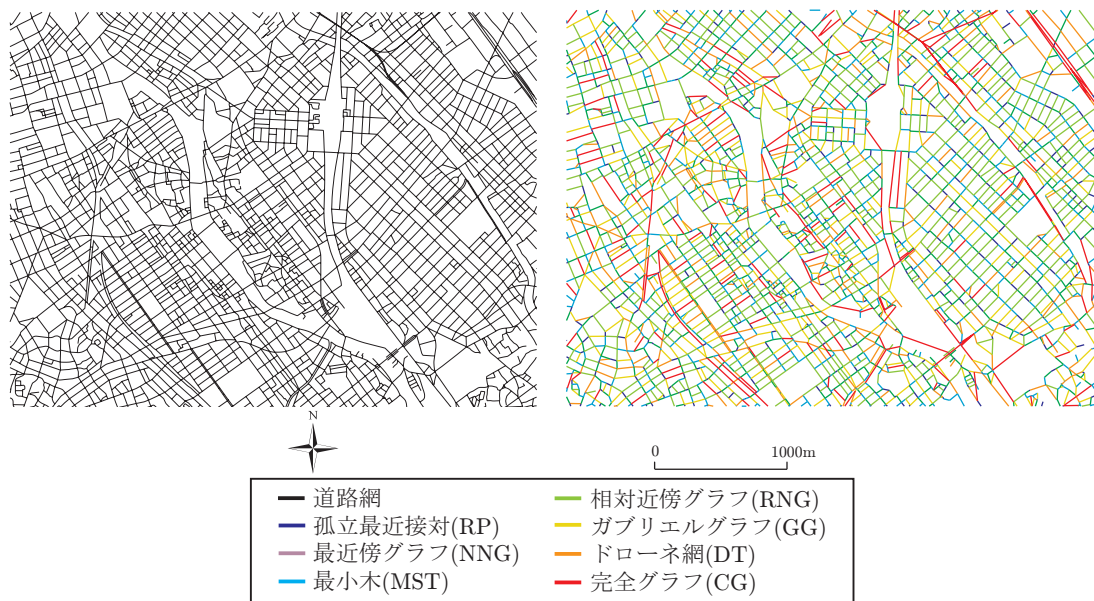 N
0 1000m
道路網
孤立最近接対(RP)
最近傍グラフ(NNG)
最小木(MST)
相対近傍グラフ(RNG)
ガブリエルグラフ(GG)
ドローネ網(DT)
完全グラフ(CG)